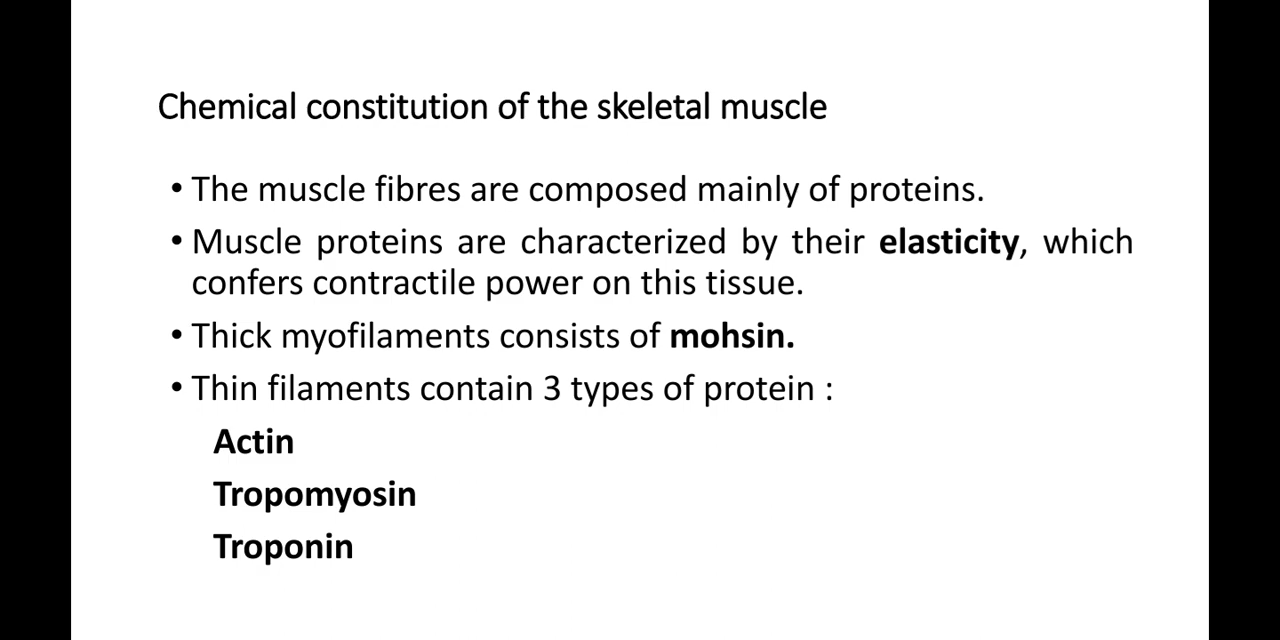 Chemical constitution of the skeletal muscle
• The muscle fibres are composed mainly of proteins.
• Muscle proteins are characterized by their elasticity, which
confers contractile power on this tissue.
• Thick myofilaments consists of mohsin.
• Thin filaments contain 3 types of protein :
Actin
Tropomyosin
Troponin